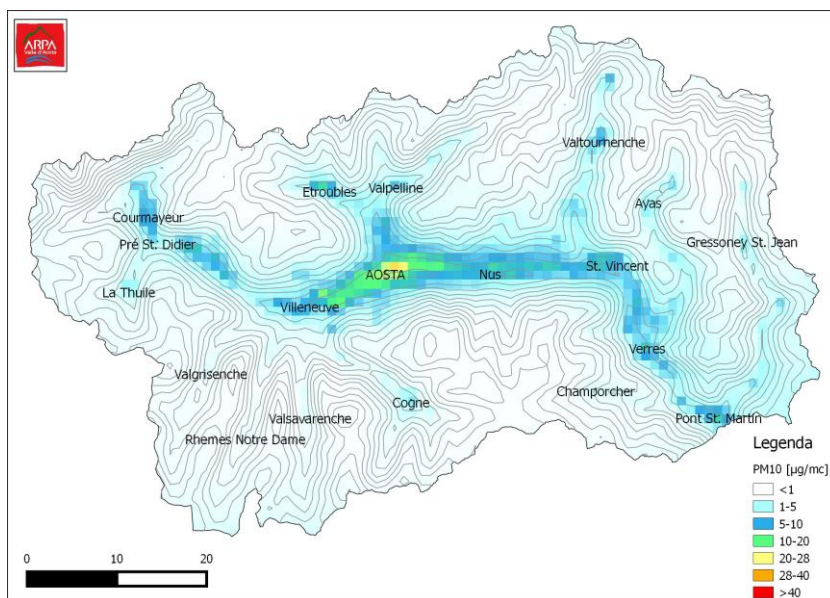 ARPA
Valle d'Aosta
Valtournenche
Etroubles
Valpelline
Ayas
Courmayeur
Gressoney St. Jean
Pré St. Didier
AOSTA
Nus
St. Vincent
La Thuile
Villeneuve
Verres
Valgrisenche
Champorcher
Cogne
Valsavarenche
Pont St. Martin
Rhemes Notre Dame
Legenda
PM10 [µg/mc]
<1
1-5
5-10
10-20
20-28
28-40
>40
0 10 20